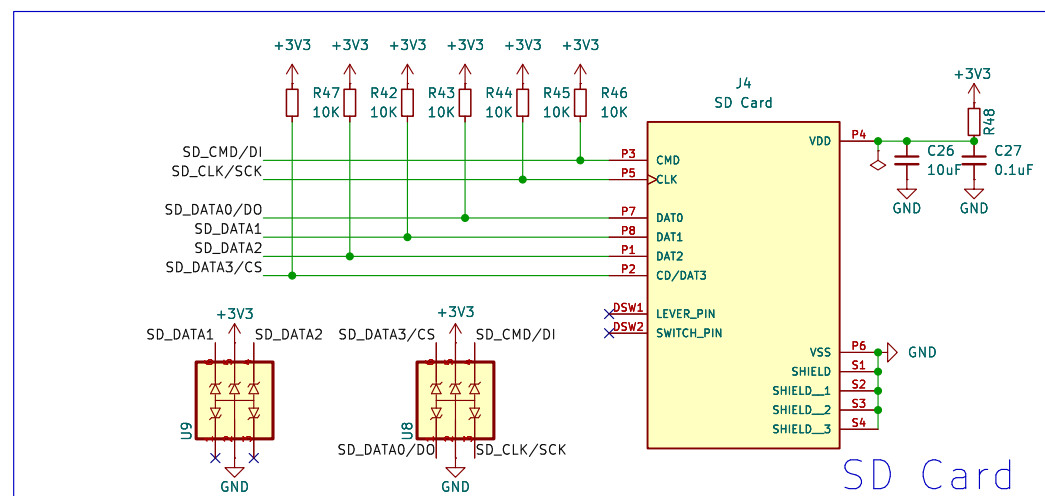 +3V3 +3V3 +3V3 +3V3 +3V3 +3V3
R47 R42 R43 R44 R45 R46
10K 10K 10K 10K 10K 10K
J4
SD Card
+3V3
R48
SD_CMD/DI
SD_CLK/SCK
SD_DATA0/DO
SD_DATA1
SD_DATA2
SD_DATA3/CS
P3 CMD
P5 CLK
P7 DAT0
P8 DAT1
P1 DAT2
P2 CD/DAT3
DSW1 LEVER_PIN
DSW2 SWITCH_PIN
VDD P4
C26
10uF
C27
0.1uF
GND GND
VSS P6 GND
SHIELD S1
SHIELD__1 S2
SHIELD__2 S3
SHIELD__3 S4
+3V3
SD_DATA1 SD_DATA2
U9
GND
+3V3
SD_DATA3/CS SD_CMD/DI
U8
SD_DATA0/DO SD_CLK/SCK
GND
SD Card